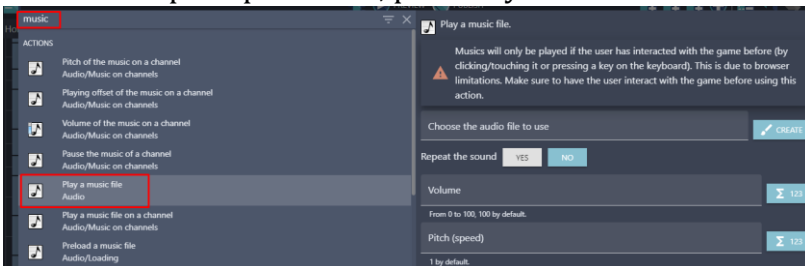 music
ACTIONS
Pitch of the music on a channel
Audio/Music on channels
Playing offset of the music on a channel
Audio/Music on channels
Volume of the music on a channel
Audio/Music on channels
Pause the music of a channel
Audio/Music on channels
Play a music file
Audio
Play a music file on a channel
Audio/Music on channels
Preload a music file
Audio/Loading
Play a music file.
Musics will only be played if the user has interacted with the game before (by
clicking/touching it or pressing a key on the keyboard). This is due to browser
limitations. Make sure to have the user interact with the game before using this
action.
Choose the audio file to use
CREATE
Repeat the sound YES NO
Volume
Σ 123
From 0 to 100, 100 by default.
Pitch (speed)
Σ 123
1 by default.